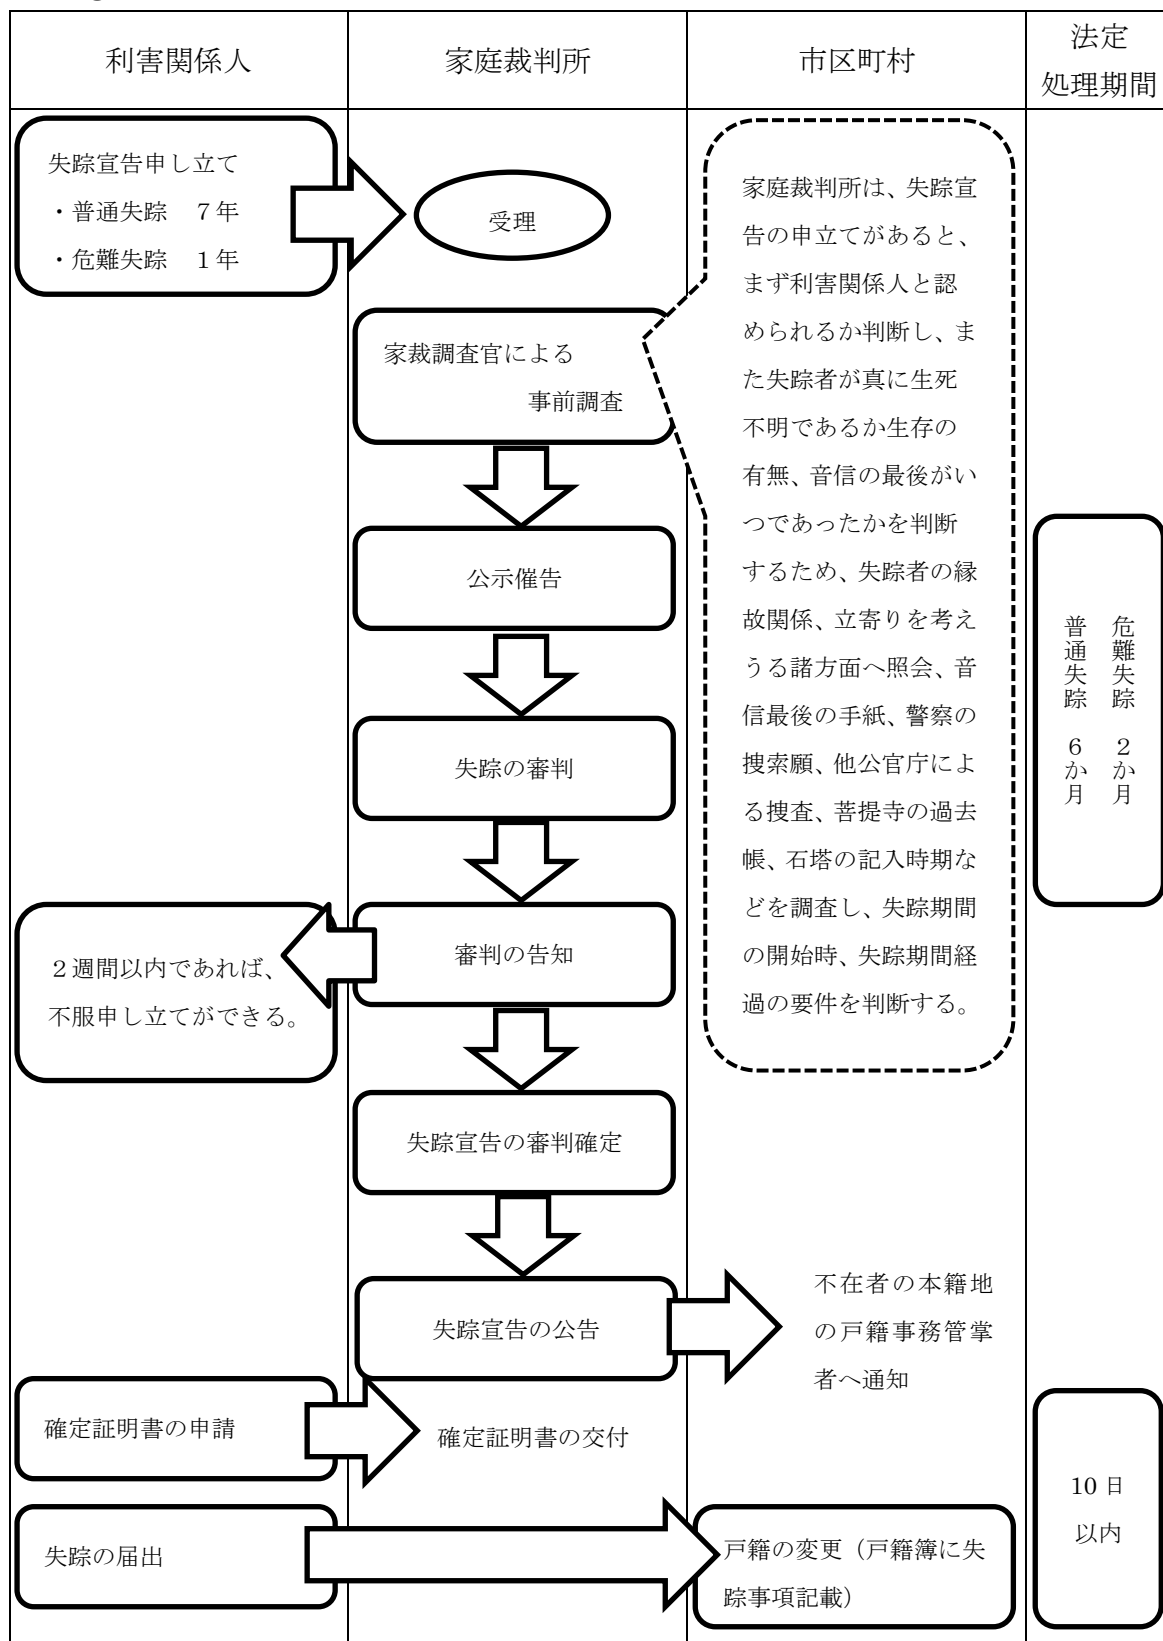 利害関係人
家庭裁判所
市区町村
法定
処理期間
失踪宣告申し立て
・普通失踪　７年
・危難失踪　１年
受理
家裁調査官による
事前調査
公示催告
失踪の審判
審判の告知
２週間以内であれば、
不服申し立てができる。
失踪宣告の審判確定
失踪宣告の公告
確定証明書の申請
確定証明書の交付
失踪の届出
家庭裁判所は、失踪宣
告の申立てがあると、
まず利害関係人と認
められるか判断し、ま
た失踪者が真に生死
不明であるか生存の
有無、音信の最後がい
つであったかを判断
するため、失踪者の縁
故関係、立寄りを考え
うる諸方面へ照会、音
信最後の手紙、警察の
捜索願、他公官庁によ
る捜査、菩提寺の過去
帳、石塔の記入時期な
どを調査し、失踪期間
の開始時、失踪期間経
過の要件を判断する。
不在者の本籍地
の戸籍事務管掌
者へ通知
戸籍の変更（戸籍簿に失
踪事項記載）
危難失踪　２か月
普通失踪　６か月
10 日
以内